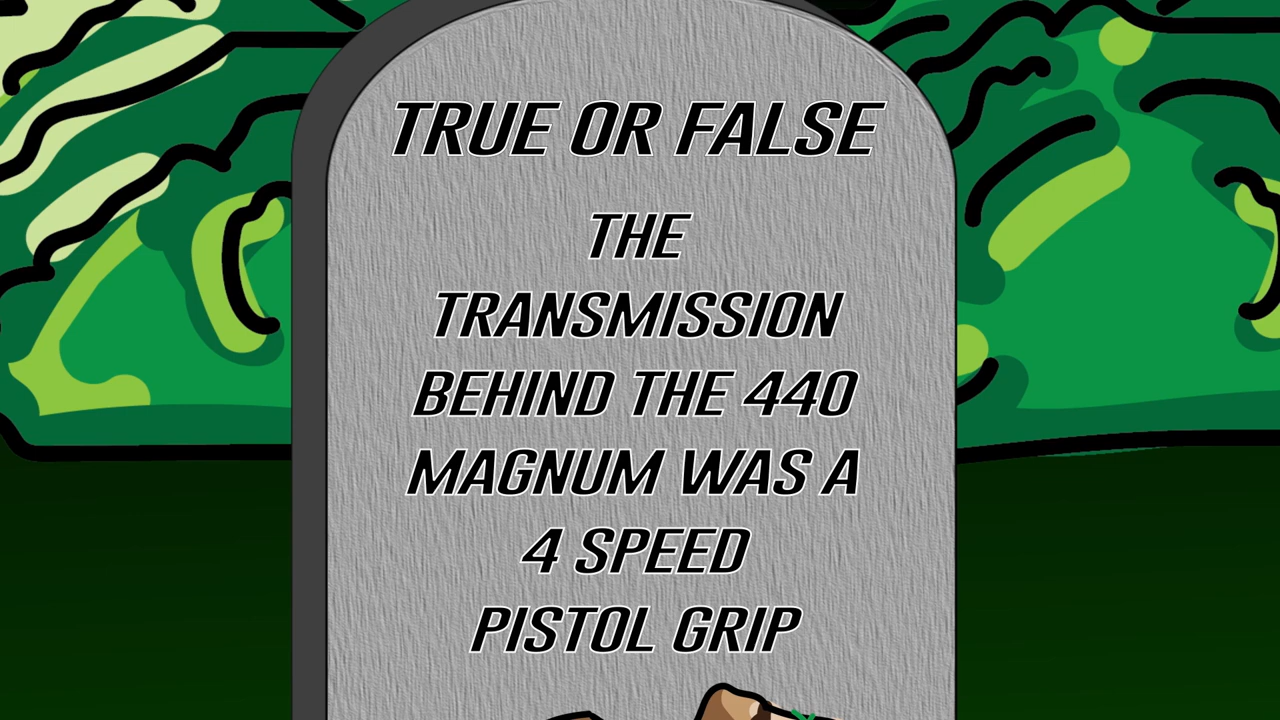 TRUE OR FALSE
THE
TRANSMISSION
BEHIND THE 440
MAGNUM WAS A
4 SPEED
PISTOL GRIP